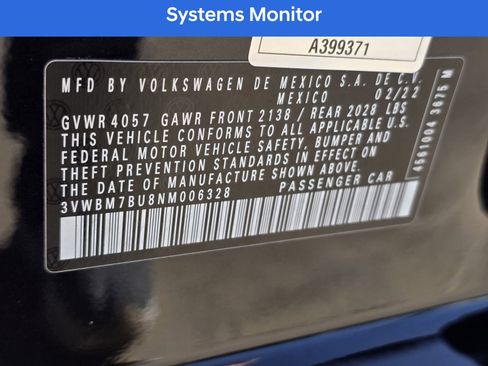 Systems Monitor
A399371
MFD BY VOLKSWAGEN DE MEXICO S.A. DE C.V.
MEXICO 02/22
GVWR 4057 GAWR FRONT 2138 / REAR 2028 LBS
THIS VEHICLE CONFORMS TO ALL APPLICABLE U.S.
FEDERAL MOTOR VEHICLE SAFETY, BUMPER AND
THEFT PREVENTION STANDARDS IN EFFECT ON
THE DATE OF MANUFACTURE SHOWN ABOVE
3VWBM7BU8NM006328 PASSENGER CAR
4561004 3675 M